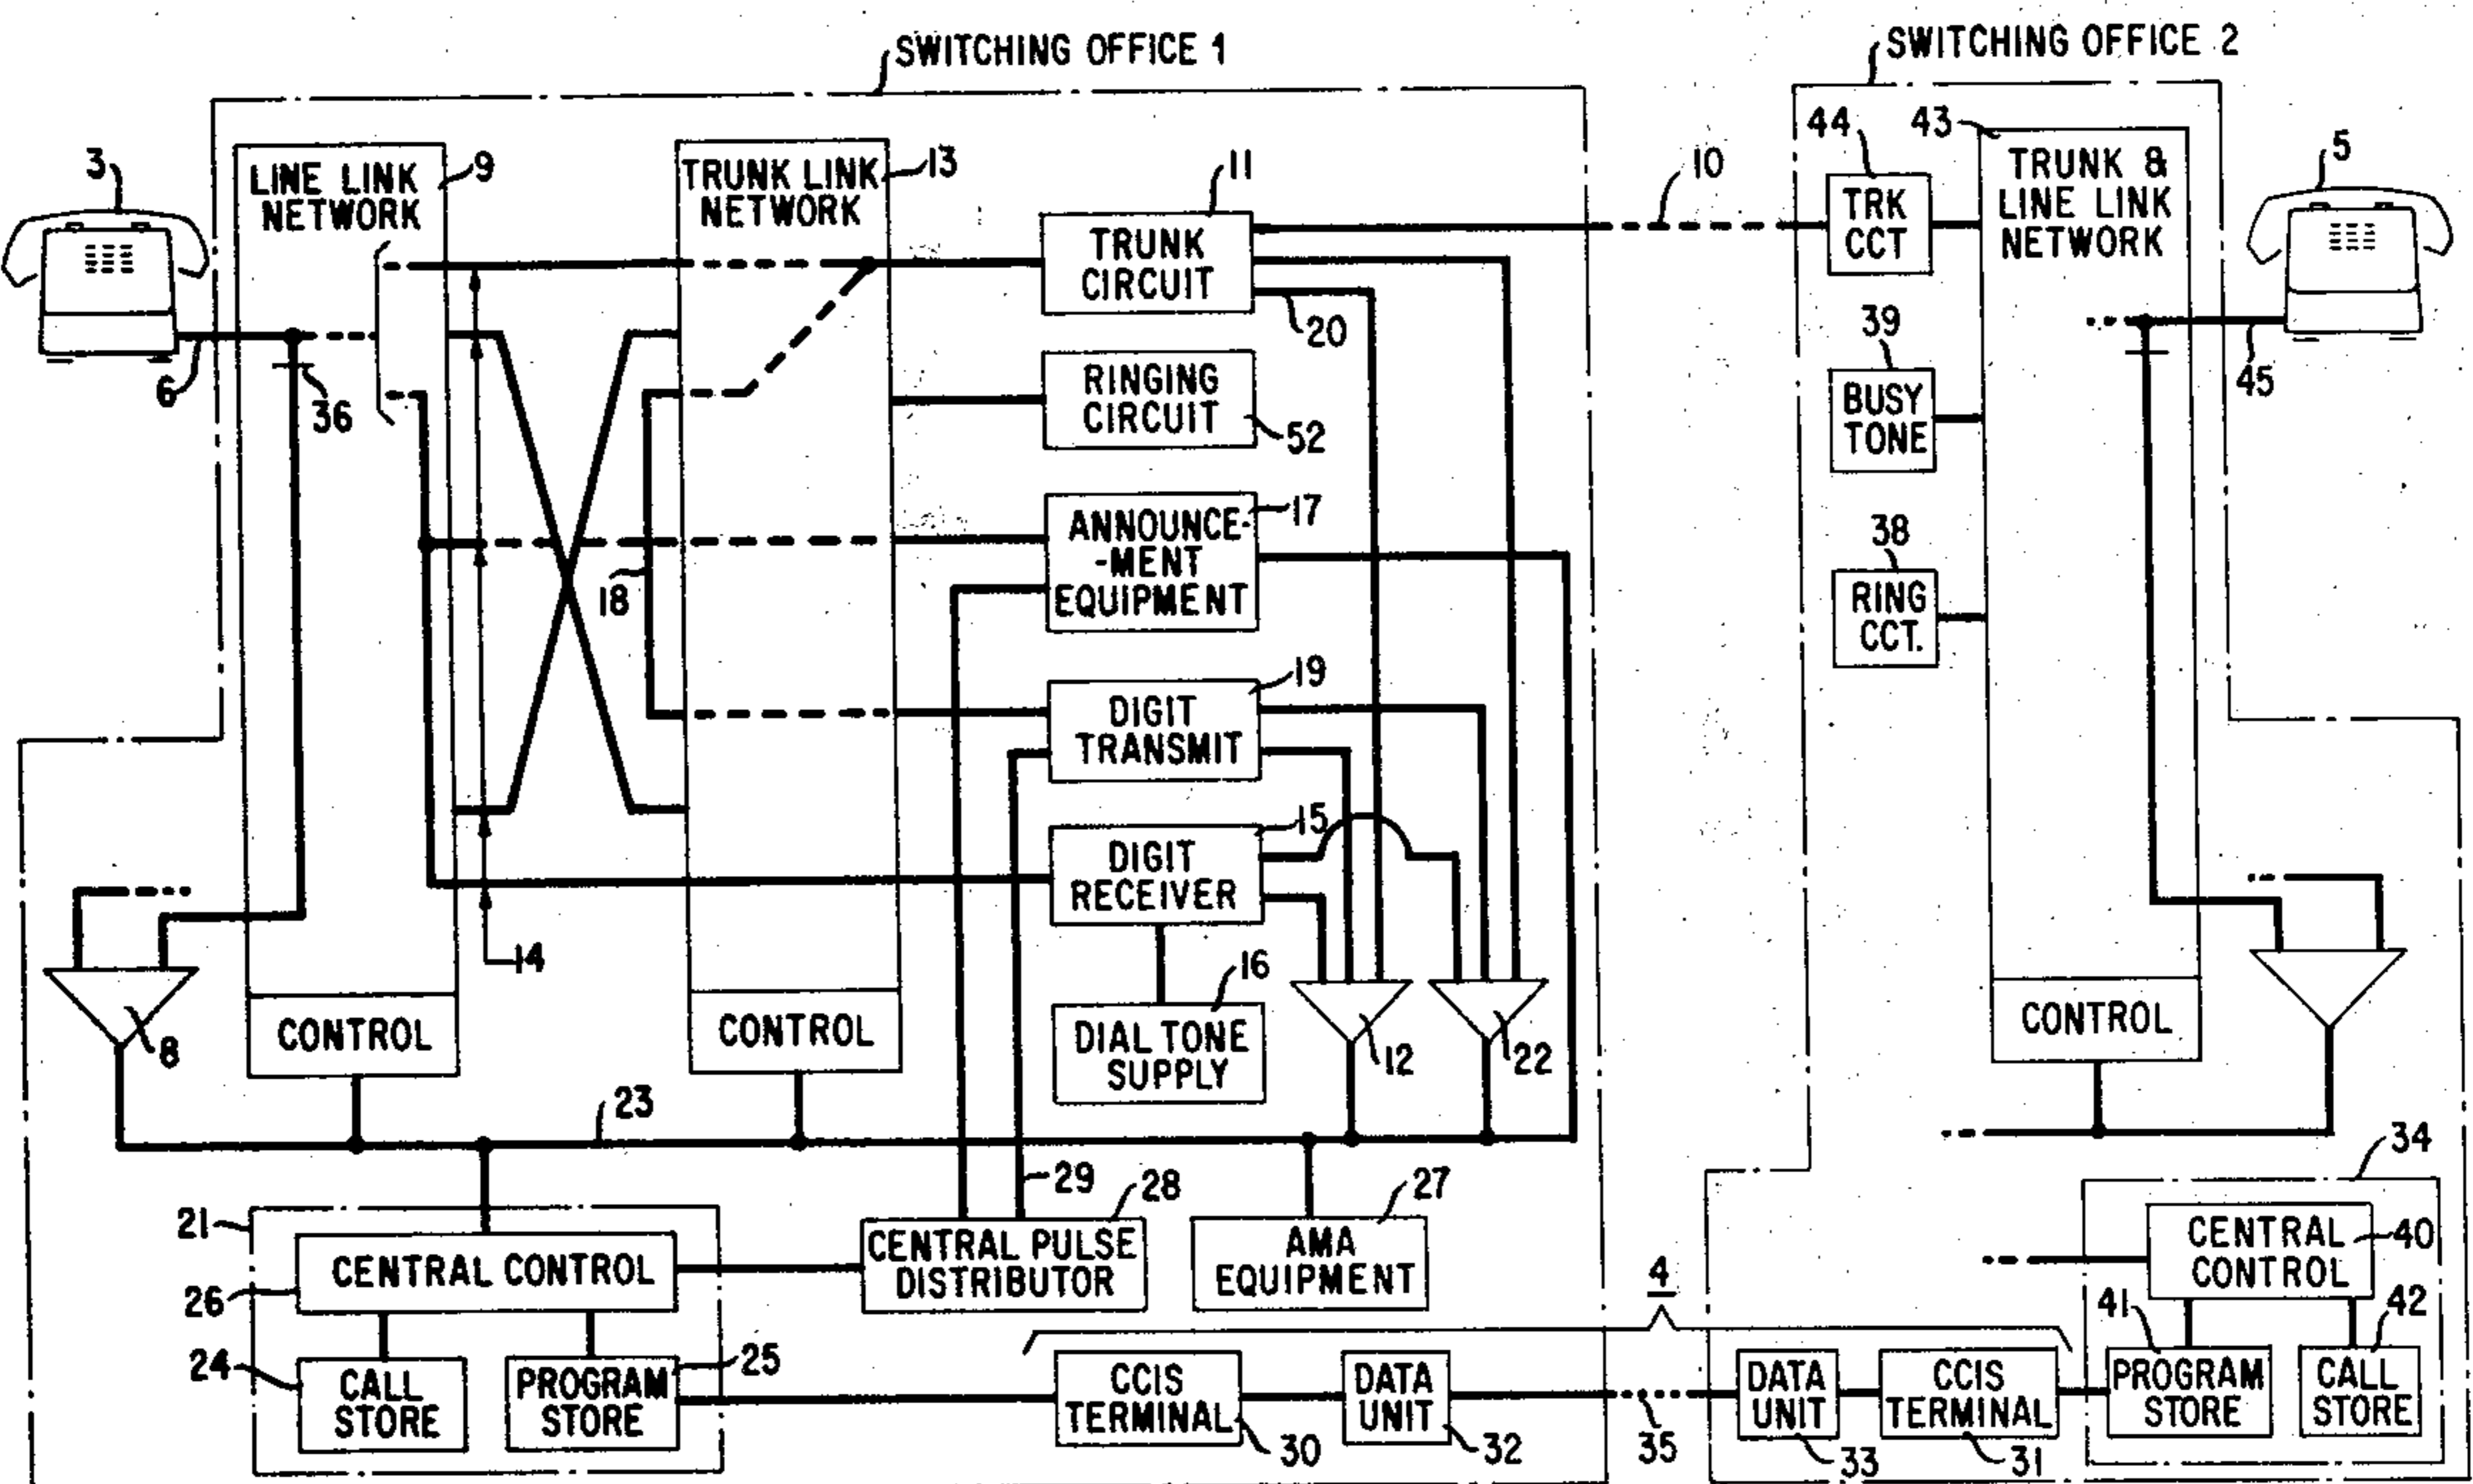 SWITCHING OFFICE 1
SWITCHING OFFICE 2
3
LINE LINK
NETWORK
9
TRUNK LINK
NETWORK
13
11
TRUNK
CIRCUIT
20
10
44
TRK
CCT
43
TRUNK &
LINE LINK
NETWORK
5
6
36
RINGING
CIRCUIT
52
39
BUSY
TONE
45
ANNOUNCE-
-MENT
EQUIPMENT
17
18
38
RING
CCT.
19
DIGIT
TRANSMIT
15
DIGIT
RECEIVER
14
16
DIAL TONE
SUPPLY
12
22
8
CONTROL
CONTROL
CONTROL
23
29
28
27
34
21
CENTRAL CONTROL
26
CENTRAL PULSE
DISTRIBUTOR
AMA
EQUIPMENT
4
CENTRAL
CONTROL
40
41
42
24
CALL
STORE
PROGRAM
STORE
25
CCIS
TERMINAL
30
DATA
UNIT
32
35
DATA
UNIT
33
CCIS
TERMINAL
31
PROGRAM
STORE
CALL
STORE